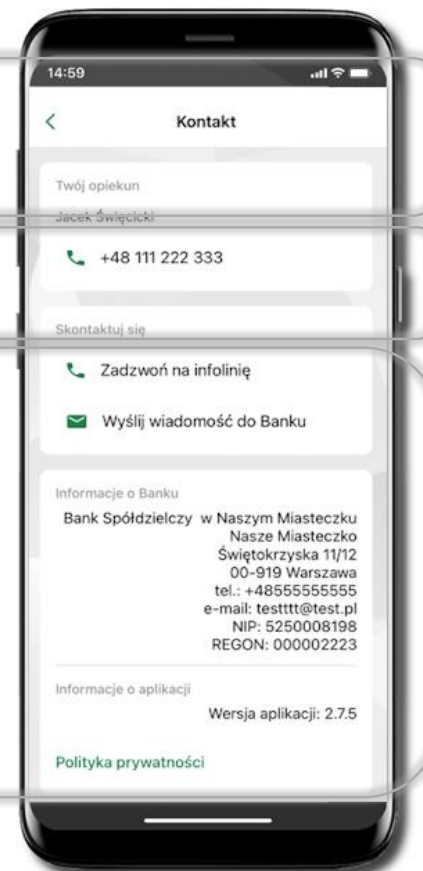 14:59
Kontakt
Twój opiekun
Jacek Święcicki
+48 111 222 333
Skontaktuj się
Zadzwoń na infolinię
Wyślij wiadomość do Banku
Informacje o Banku
Bank Spółdzielczy w Naszym Miasteczku
Nasze Miasteczko
Świętokrzyska 11/12
00-919 Warszawa
tel.: +48555555555
e-mail: testttt@test.pl
NIP: 5250008198
REGON: 000002223
Informacje o aplikacji
Wersja aplikacji: 2.7.5
Polityka prywatności